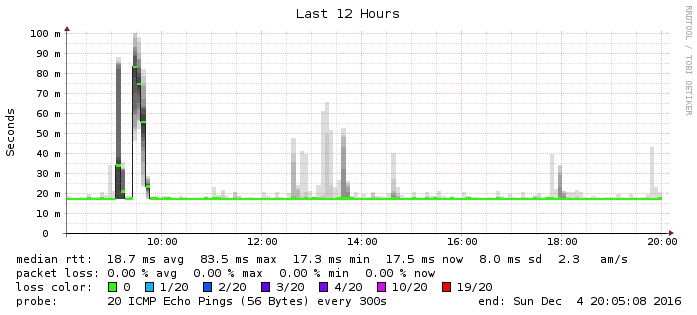 Last 12 Hours
RRDTOOL / TOBI OETIKER
Seconds
100 m
90 m
80 m
70 m
60 m
50 m
40 m
30 m
20 m
10 m
0
10:00 12:00 14:00 16:00 18:00 20:00
median rtt: 18.7 ms avg 83.5 ms max 17.3 ms min 17.5 ms now 8.0 ms sd 2.3 am/s
packet loss: 0.00 % avg 0.00 % max 0.00 % min 0.00 % now
loss color: 0 1/20 2/20 3/20 4/20 10/20 19/20
probe: 20 ICMP Echo Pings (56 Bytes) every 300s end: Sun Dec 4 20:05:08 2016